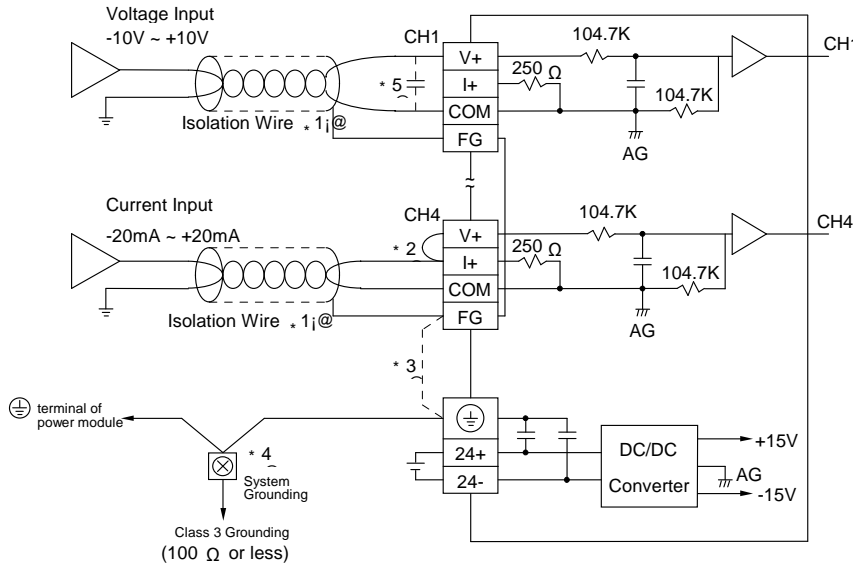 Voltage Input
-10V ~ +10V
CH1
V+
I+
COM
FG
* 5
250 Ω
104.7K
104.7K
AG
CH1
Isolation Wire * 1¡@
Current Input
-20mA ~ +20mA
CH4
V+
I+
COM
FG
* 2
250 Ω
104.7K
104.7K
AG
CH4
Isolation Wire * 1¡@
* 3
terminal of
power module
* 4
System
Grounding
Class 3 Grounding
(100 Ω or less)
24+
24-
DC/DC
Converter
+15V
AG
-15V